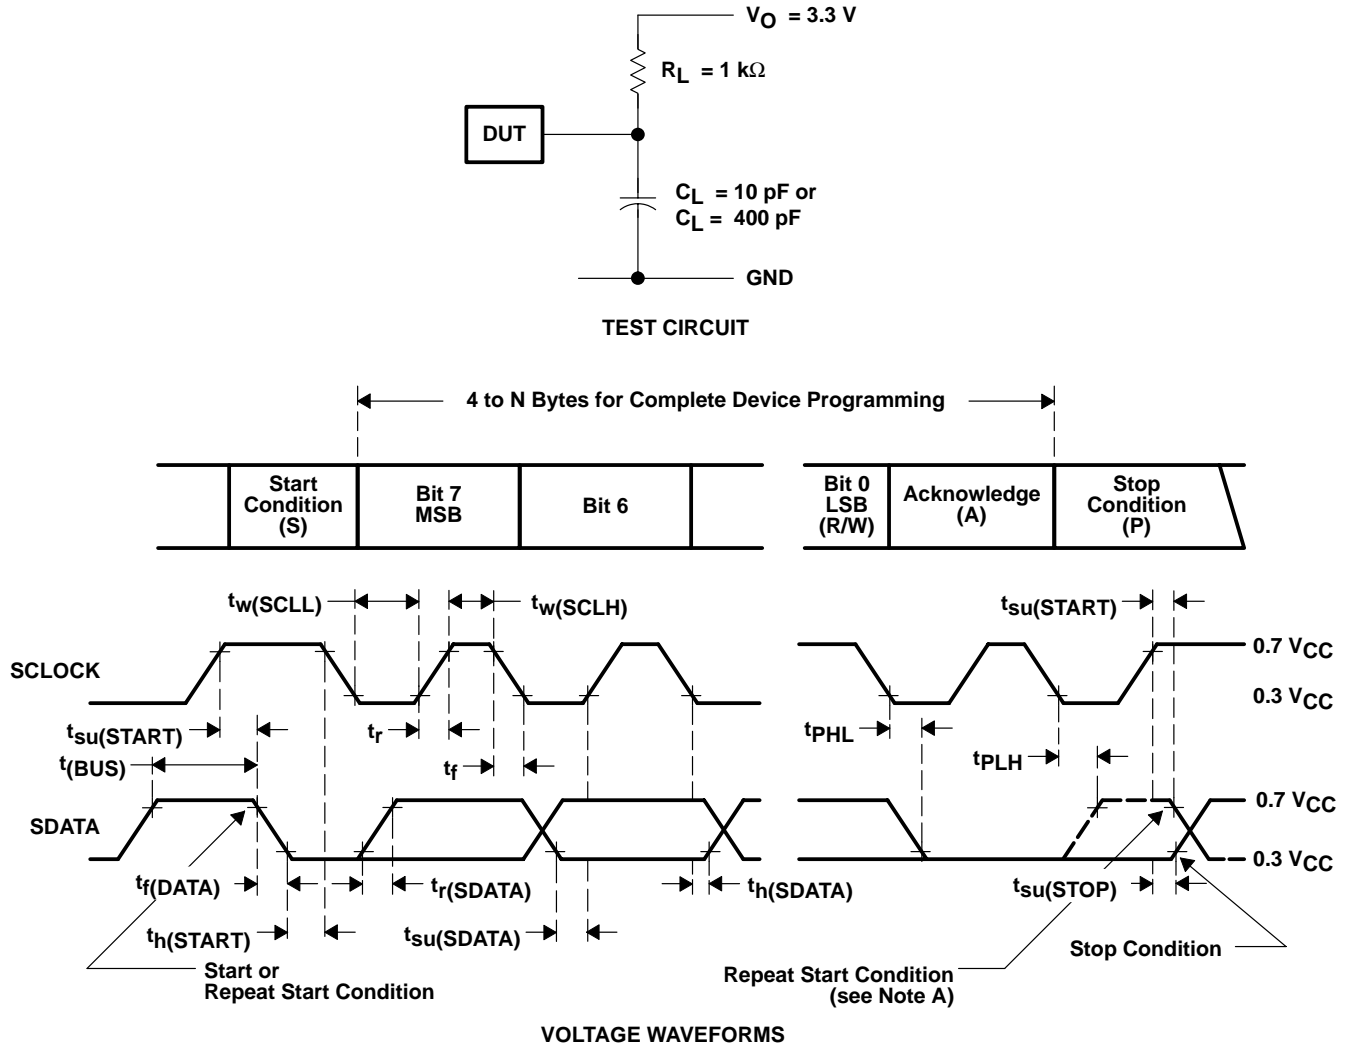 VO = 3.3 V
RL = 1 kΩ
DUT
CL = 10 pF or
CL = 400 pF
GND
TEST CIRCUIT
4 to N Bytes for Complete Device Programming
Start
Condition
(S)
Bit 7
MSB
Bit 6
Bit 0
LSB
(R/W)
Acknowledge
(A)
Stop
Condition
(P)
tw(SCLL)
tw(SCLH)
tsu(START)
SCLOCK
0.7 VCC
0.3 VCC
tsu(START)
tr
tPHL
t(BUS)
tf
tPLH
SDATA
0.7 VCC
0.3 VCC
tf(DATA)
tr(SDATA)
th(SDATA)
tsu(STOP)
th(START)
tsu(SDATA)
Stop Condition
Start or
Repeat Start Condition
Repeat Start Condition
(see Note A)
VOLTAGE WAVEFORMS